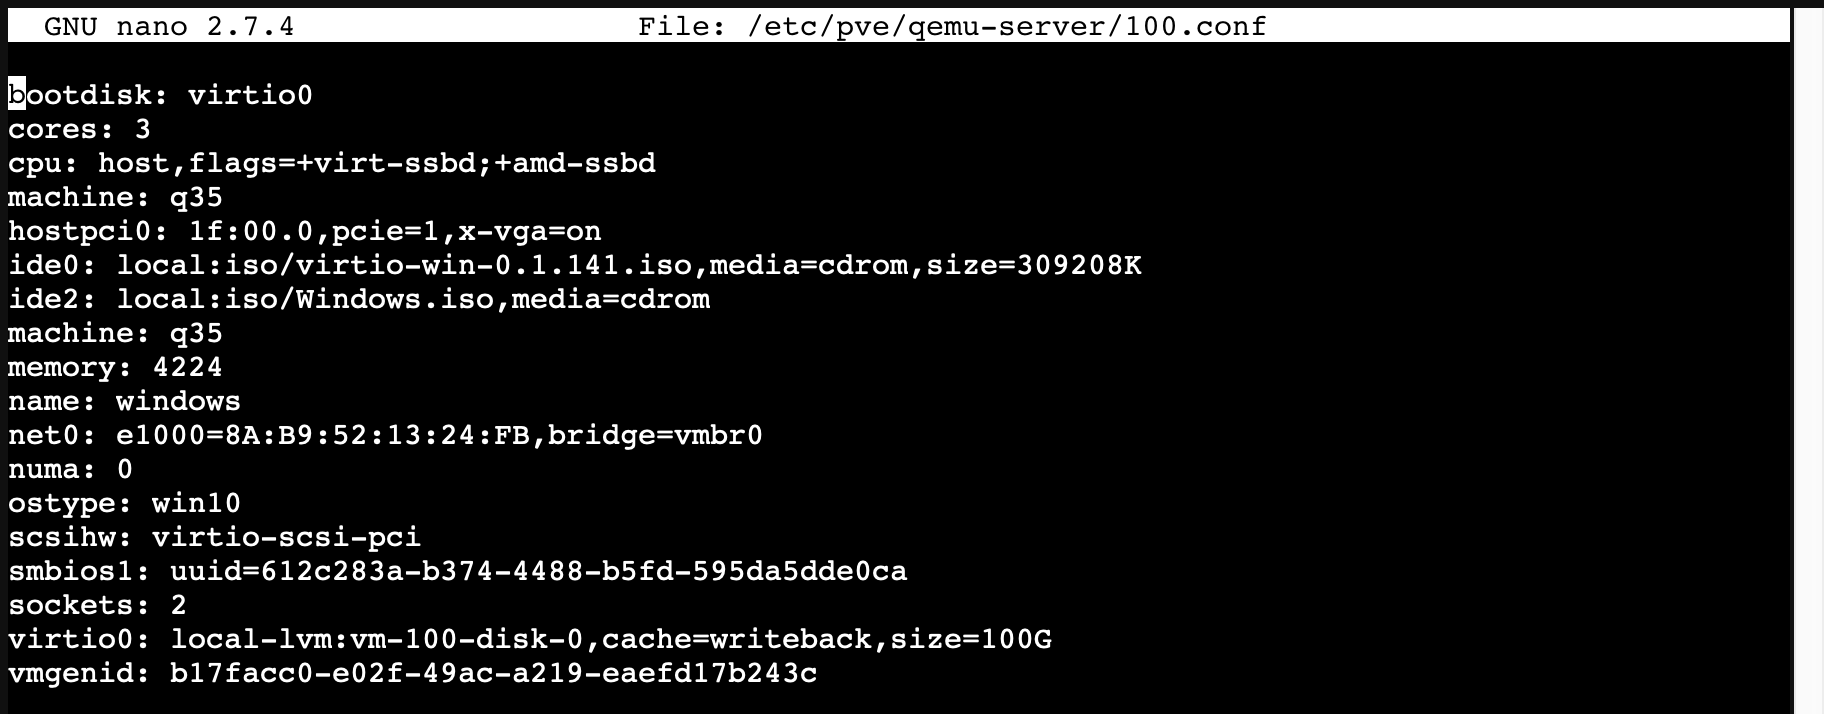 GNU nano 2.7.4 File: /etc/pve/qemu-server/100.conf
bootdisk: virtio0
cores: 3
cpu: host,flags=+virt-ssbd;+amd-ssbd
machine: q35
hostpci0: 1f:00.0,pcie=1,x-vga=on
ide0: local:iso/virtio-win-0.1.141.iso,media=cdrom,size=309208K
ide2: local:iso/Windows.iso,media=cdrom
machine: q35
memory: 4224
name: windows
net0: e1000=8A:B9:52:13:24:FB,bridge=vmbr0
numa: 0
ostype: win10
scsihw: virtio-scsi-pci
smbios1: uuid=612c283a-b374-4488-b5fd-595da5dde0ca
sockets: 2
virtio0: local-lvm:vm-100-disk-0,cache=writeback,size=100G
vmgenid: b17facc0-e02f-49ac-a219-eaefd17b243c